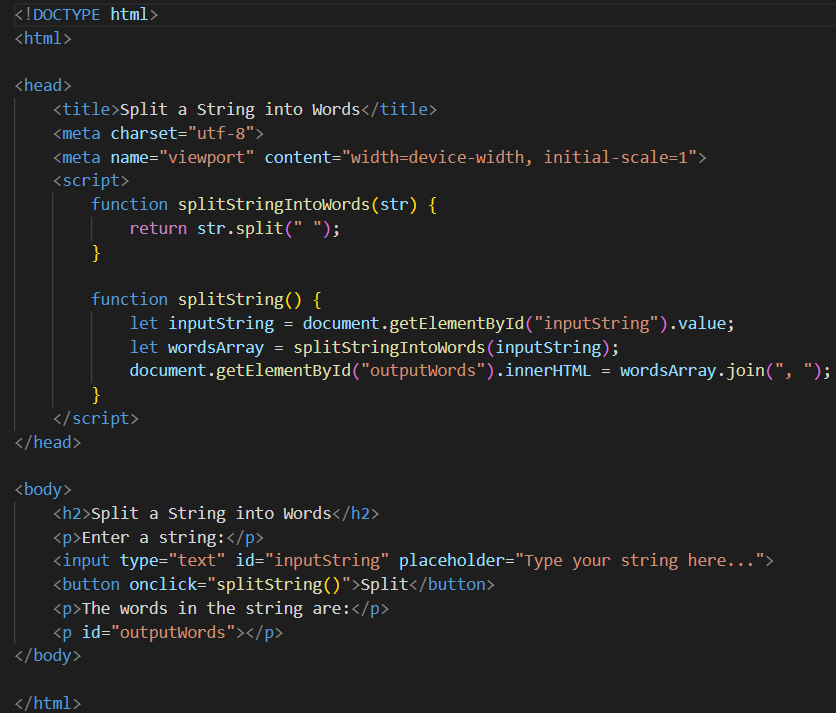 <!DOCTYPE html>
<html>
<head>
<title>Split a String into Words</title>
<meta charset="utf-8">
<meta name="viewport" content="width=device-width, initial-scale=1">
<script>
function splitStringIntoWords(str) {
return str.split(" ");
}
function splitString() {
let inputString = document.getElementById("inputString").value;
let wordsArray = splitStringIntoWords(inputString);
document.getElementById("outputWords").innerHTML = wordsArray.join(", ");
}
</script>
</head>
<body>
<h2>Split a String into Words</h2>
<p>Enter a string:</p>
<input type="text" id="inputString" placeholder="Type your string here...">
<button onclick="splitString()">Split</button>
<p>The words in the string are:</p>
<p id="outputWords"></p>
</body>
</html>